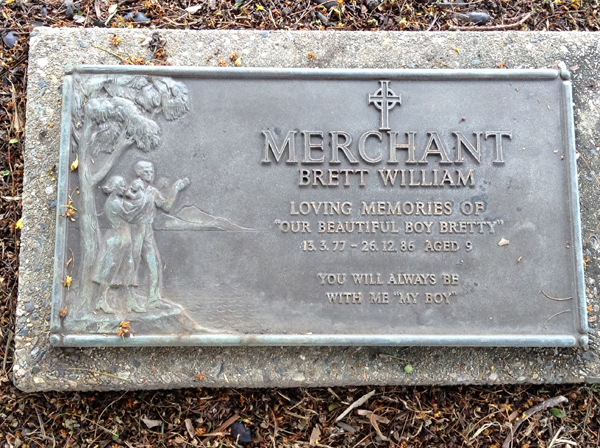 MERCHANT
BRETT WILLIAM
LOVING MEMORIES OF
"OUR BEAUTIFUL BOY BRETTY"
13.3.77 - 26.12.86 AGED 9
YOU WILL ALWAYS BE
WITH ME "MY BOY"